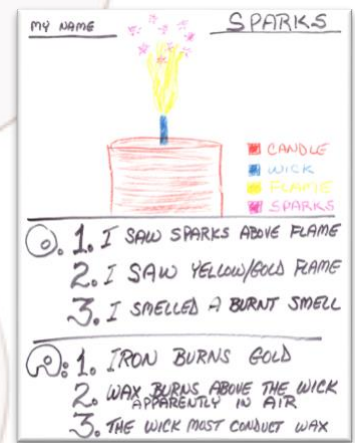 MY NAME
SPARKS
CANDLE
WICK
FLAME
SPARKS
O: 1. I SAW SPARKS ABOVE FLAME
2. I SAW YELLOW/GOLD FLAME
3. I SMELLED A BURNT SMELL
1. IRON BURNS GOLD
2. WAX BURNS ABOVE THE WICK
APPARENTLY IN AIR
3. THE WICK MUST CONDUCT WAX